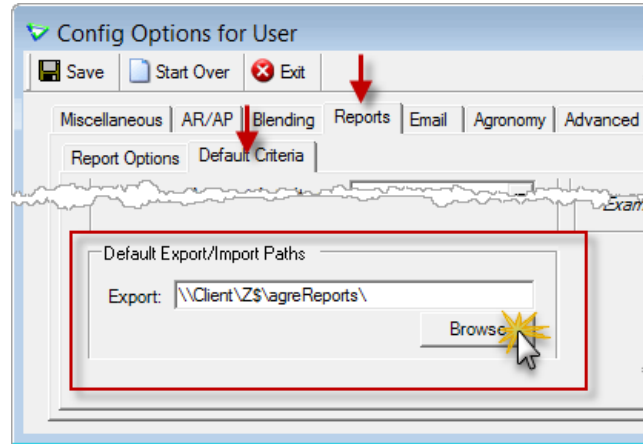 Config Options for User
Save Start Over Exit
Miscellaneous AR/AP Blending Reports Email Agronomy Advanced
Report Options Default Criteria
Default Export/Import Paths
Export: \\Client\Z$\agreReports\
Browse